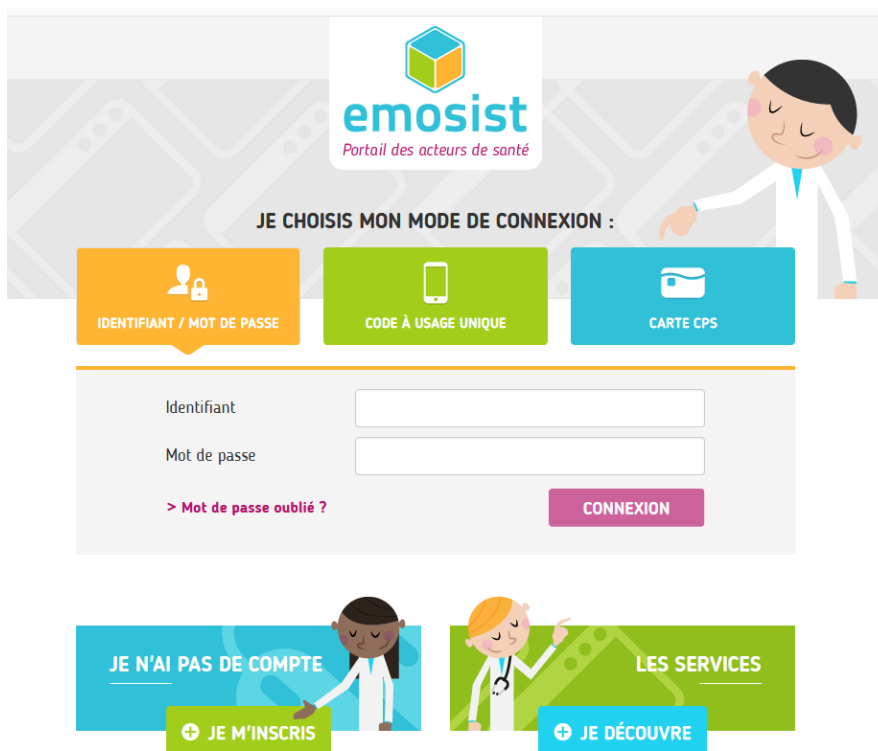 emosist
Portail des acteurs de santé
JE CHOISIS MON MODE DE CONNEXION :
IDENTIFIANT / MOT DE PASSE
CODE À USAGE UNIQUE
CARTE CPS
Identifiant
Mot de passe
> Mot de passe oublié ?
CONNEXION
JE N'AI PAS DE COMPTE
JE M'INSCRIS
LES SERVICES
JE DÉCOUVRE